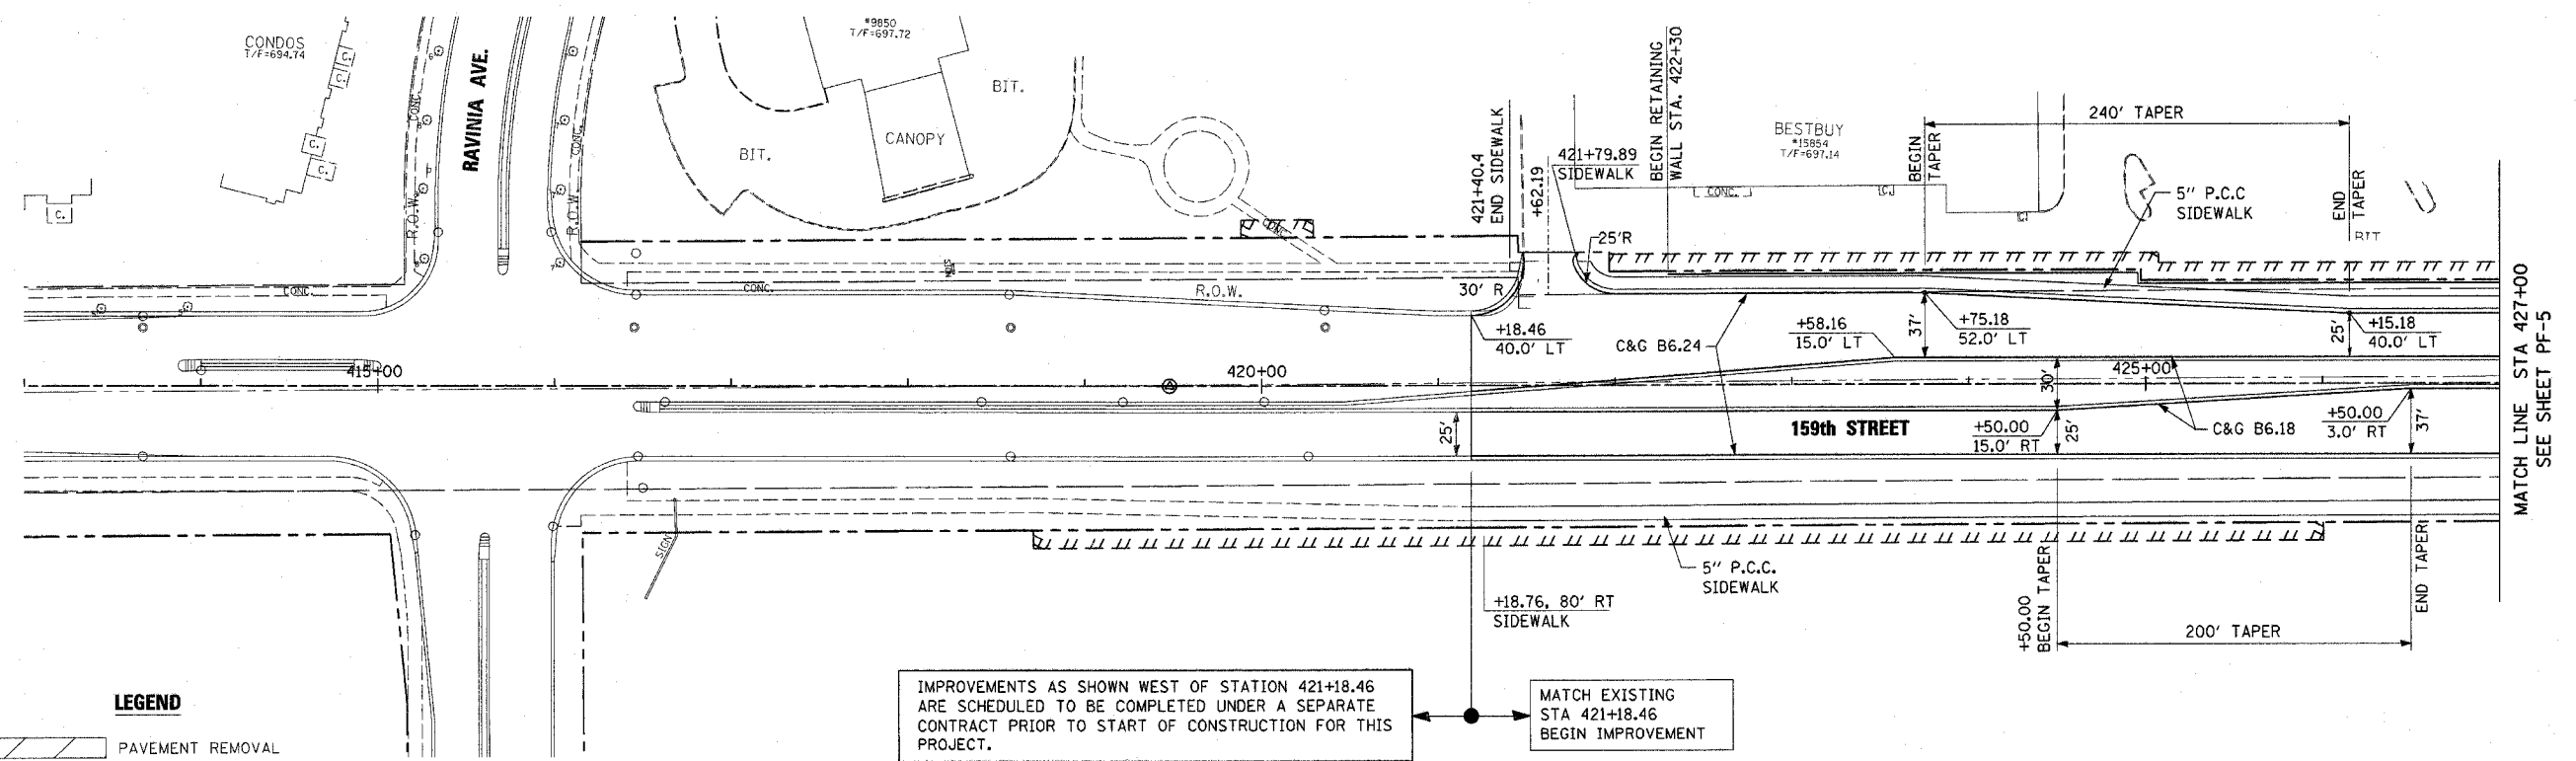 CONDOS
T/F=694.74
C.
C.
C.
C.
C.
CONC.
R.O.W.
RAVINIA AVE.
CONC.
R.O.W.
*9850
T/F=697.72
BIT.
CANOPY
BIT.
CONC.
SIGN
CONC.
CONC.
R.O.W.
30' R
421+40.4
END SIDEWALK
+62.19
421+79.89
SIDEWALK
25'R
BEGIN RETAINING
WALL STA. 422+30
BESTBUY
*15854
T/F=697.14
CONC.
C.
BEGIN
TAPER
240' TAPER
5" P.C.C
SIDEWALK
END
TAPER
BIT
MATCH LINE STA 427+00
SEE SHEET PF-5
+18.46
40.0' LT
C&G B6.24
+58.16
15.0' LT
37'
+75.18
52.0' LT
25'
+15.18
40.0' LT
415+00
420+00
425+00
30'
25'
159th STREET
+50.00
15.0' RT
25'
C&G B6.18
+50.00
3.0' RT
37'
SIGN
5" P.C.C.
SIDEWALK
+18.76, 80' RT
SIDEWALK
+50.00
BEGIN TAPER
200' TAPER
END TAPER
LEGEND
PAVEMENT REMOVAL
IMPROVEMENTS AS SHOWN WEST OF STATION 421+18.46
ARE SCHEDULED TO BE COMPLETED UNDER A SEPARATE
CONTRACT PRIOR TO START OF CONSTRUCTION FOR THIS
PROJECT.
MATCH EXISTING
STA 421+18.46
BEGIN IMPROVEMENT